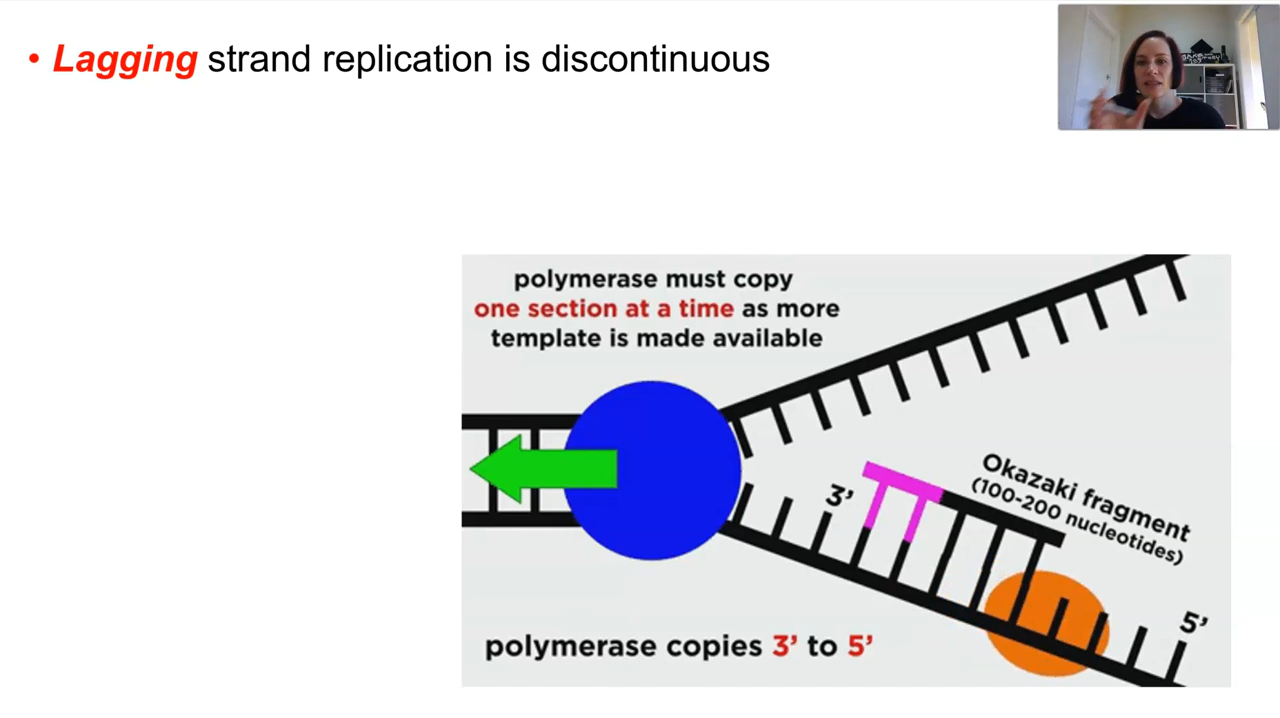 • Lagging strand replication is discontinuous
polymerase must copy
one section at a time as more
template is made available
3’
Okazaki fragment
(100-200 nucleotides)
5’
polymerase copies 3’ to 5’